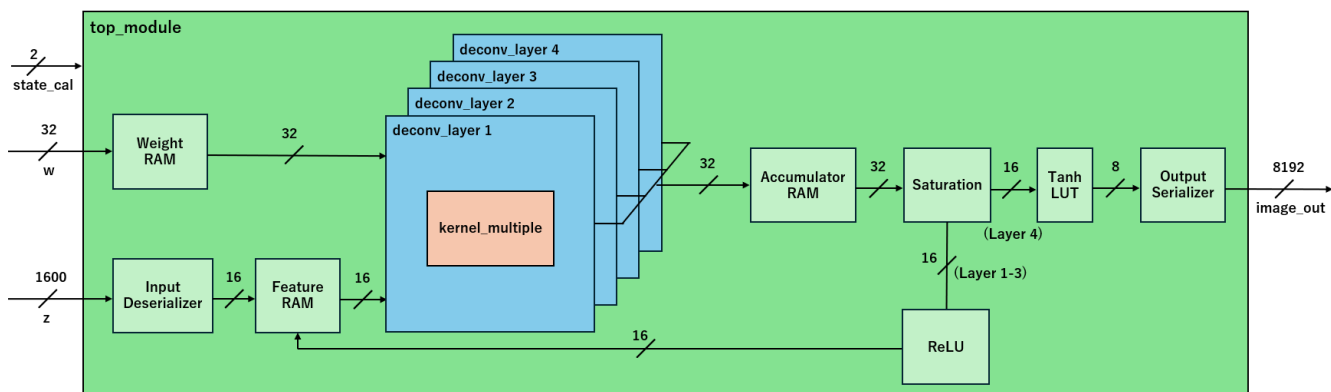 top_module
2
state_cal
32
w
Weight
RAM
32
deconv_layer 4
deconv_layer 3
deconv_layer 2
deconv_layer 1
kernel_multiple
32
Accumulator
RAM
32
Saturation
16
(Layer 4)
Tanh
LUT
8
Output
Serializer
8192
image_out
16
(Layer 1-3)
1600
z
Input
Deserializer
16
Feature
RAM
16
16
ReLU